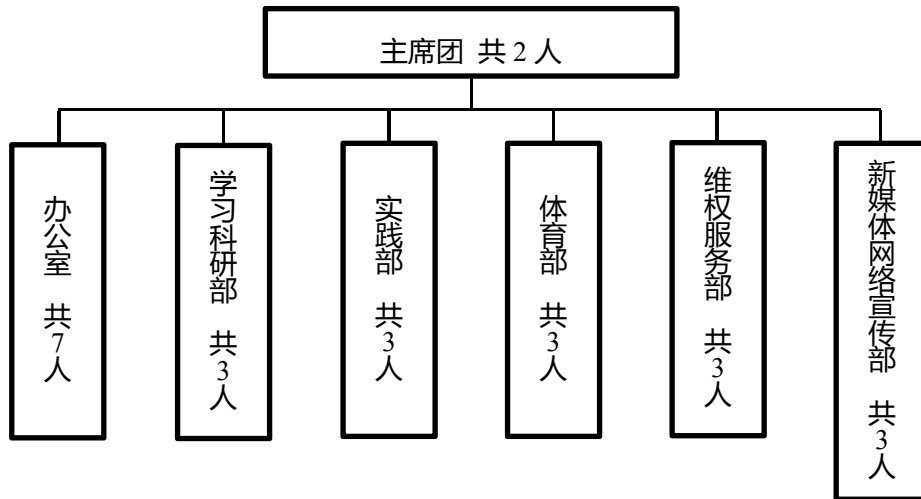 主席团 共 2 人
办公室 共 7 人
学习科研部 共 3 人
实践部 共 3 人
体育部 共 3 人
维权服务部 共 3 人
新媒体网络宣传部 共 3 人